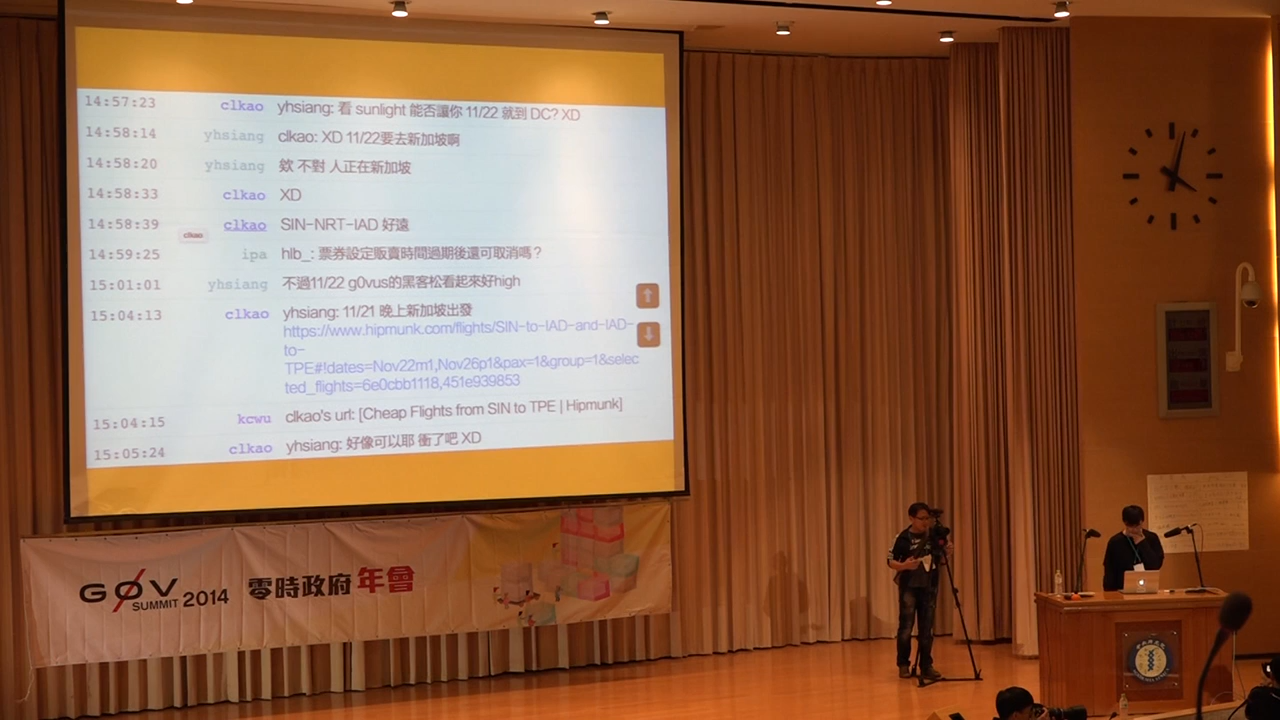 14:57:23 clkao yhsiang: 看 sunlight 能否讓你 11/22 就到 DC? XD
14:58:14 yhsiang clkao: XD 11/22要去新加坡啊
14:58:20 yhsiang 欸 不對 人正在新加坡
14:58:33 clkao XD
14:58:39 clkao SIN-NRT-IAD 好遠
clkao
14:59:25 ipa hlb_: 票券設定販賣時間過期後還可取消嗎？
15:01:01 yhsiang 不過11/22 g0vus的黑客松看起來好high
15:04:13 clkao yhsiang: 11/21 晚上新加坡出發
https://www.hipmunk.com/flights/SIN-to-IAD-and-IAD-
to-
TPE#!dates=Nov22m1,Nov26p1&pax=1&group=1&selec
ted_flights=6e0cbb1118,451e939853
15:04:15 kcwu clkao's url: [Cheap Flights from SIN to TPE | Hipmunk]
15:05:24 clkao yhsiang: 好像可以耶 衝了吧 XD
G0V SUMMIT 2014 零時政府年會